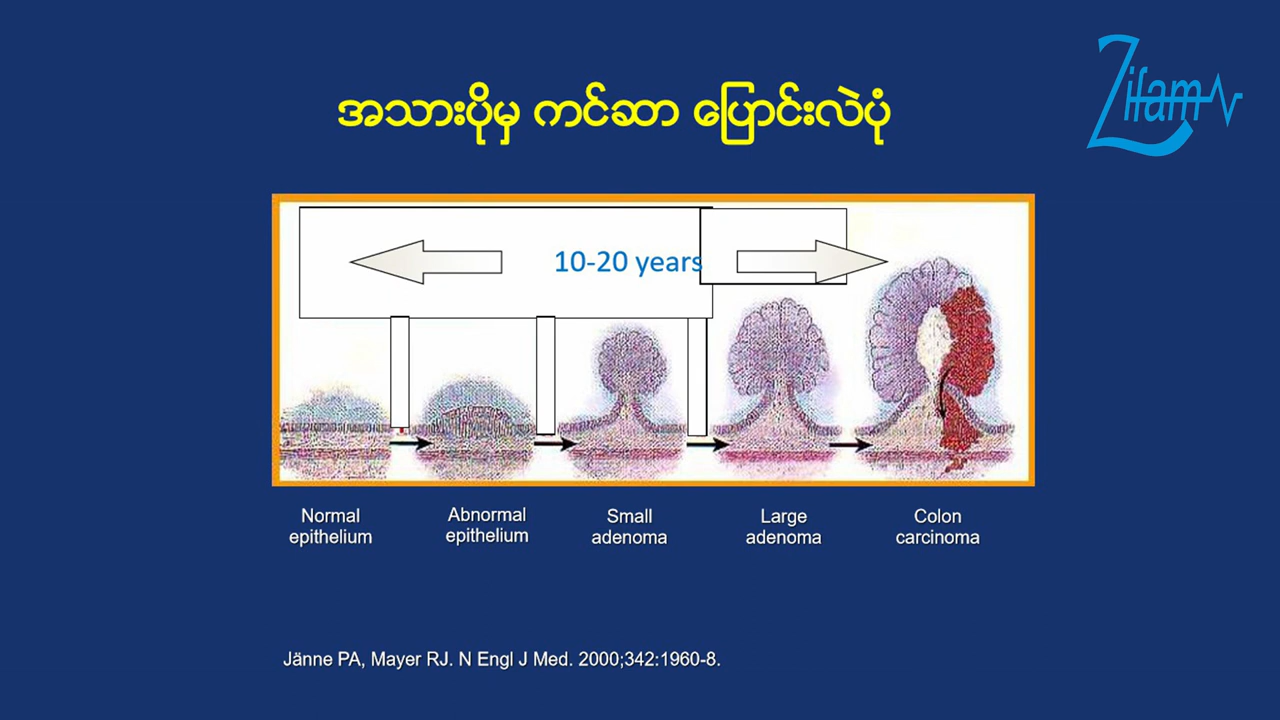 Zifam
အသားပိုမှ ကင်ဆာ ပြောင်းလဲပုံ
10-20 years
Normal
epithelium
Abnormal
epithelium
Small
adenoma
Large
adenoma
Colon
carcinoma
Jänne PA, Mayer RJ. N Engl J Med. 2000;342:1960-8.